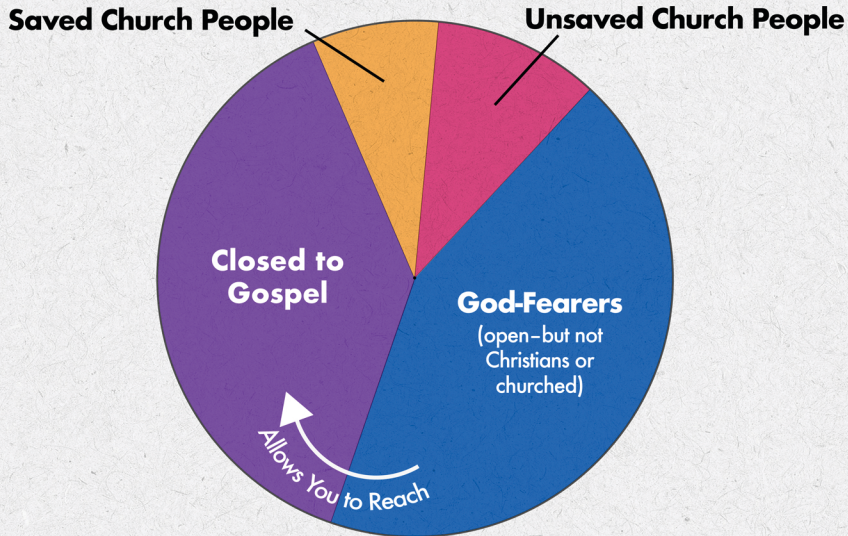 Saved Church People
Unsaved Church People
Closed to
Gospel
God-Fearers
(open–but not
Christians or
churched)
Allows You to Reach